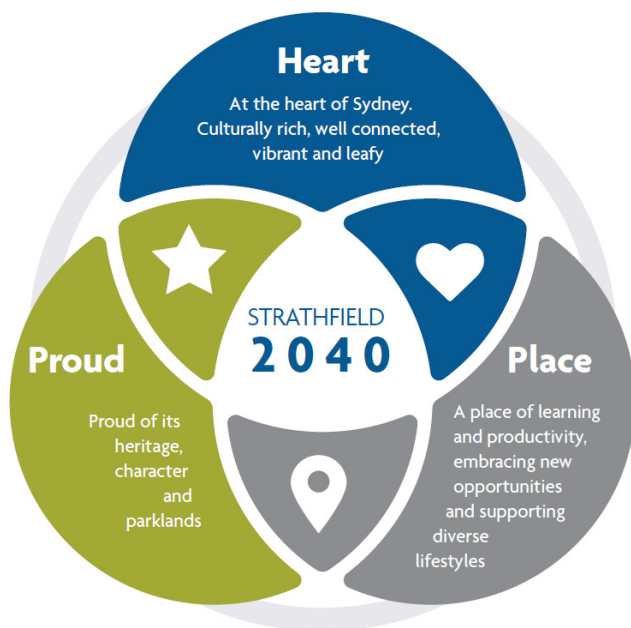 Heart
At the heart of Sydney.
Culturally rich, well connected,
vibrant and leafy
STRATHFIELD
2040
Proud
Proud of its
heritage,
character
and
parklands
Place
A place of learning
and productivity,
embracing new
opportunities
and supporting
diverse
lifestyles